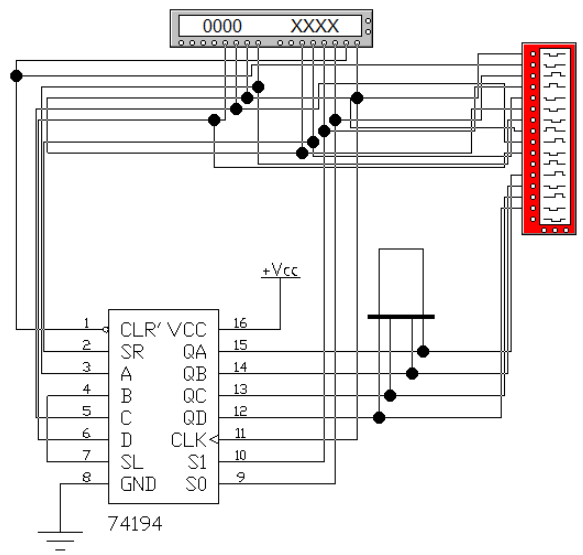 0000 XXXX
+Vcc
1 CLR' VCC 16
2 SR QA 15
3 A QB 14
4 B QC 13
5 C QD 12
6 D CLK 11
7 SL S1 10
8 GND S0 9
74194